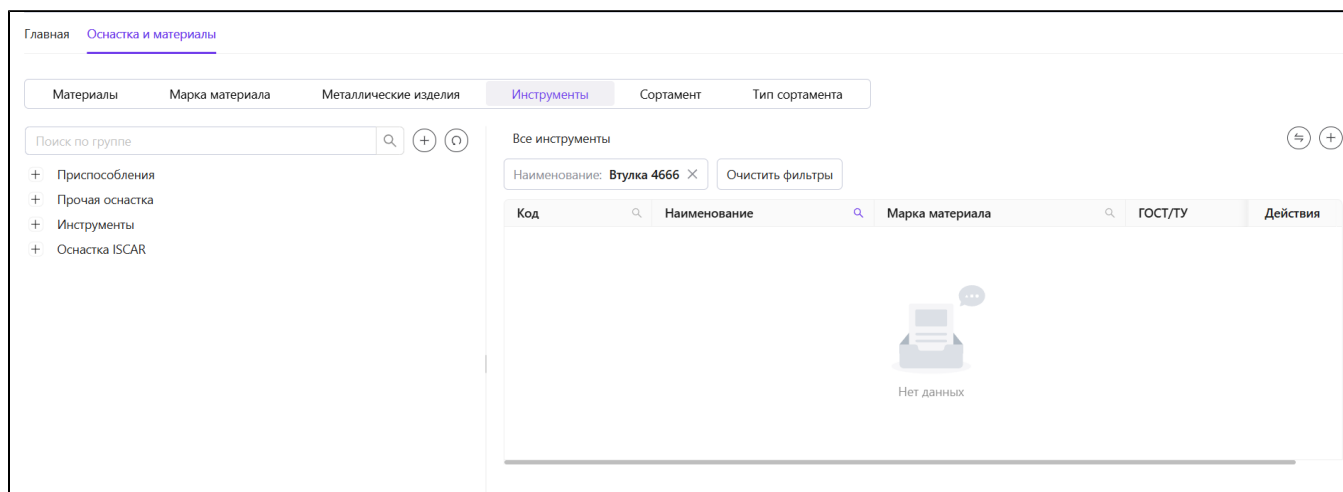 Главная Оснастка и материалы
Материалы Марка материала Металлические изделия Инструменты Сортамент Тип сортамента
Поиск по группе
Приспособления
Прочая оснастка
Инструменты
Оснастка ISCAR
Все инструменты
Наименование: Втулка 4666 Очистить фильтры
Код Наименование Марка материала ГОСТ/ТУ Действия
Нет данных